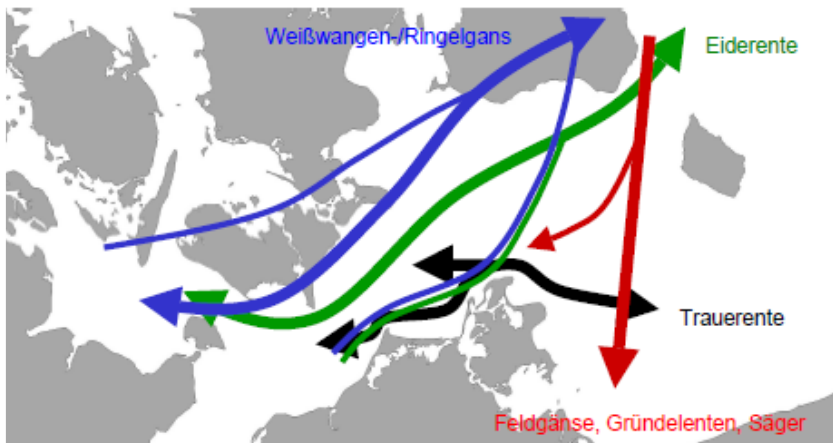 Weißwangen-/Ringelgans
Eiderente
Trauerente
Feldgänse, Gründelenten, Säger